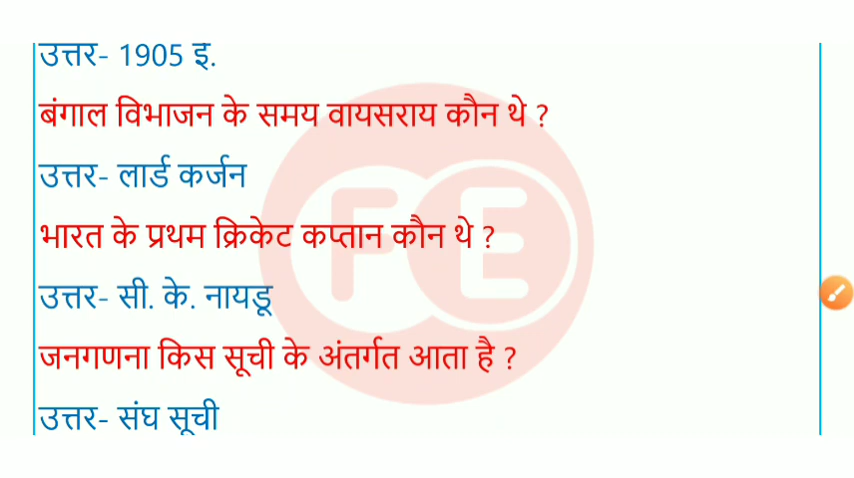 उत्तर- 1905 ई.
बंगाल विभाजन के समय वायसराय कौन थे ?
उत्तर- लार्ड कर्जन
भारत के प्रथम क्रिकेट कप्तान कौन थे ?
उत्तर- सी. के. नायडू
जनगणना किस सूची के अंतर्गत आता है ?
उत्तर- संघ सूची
FE